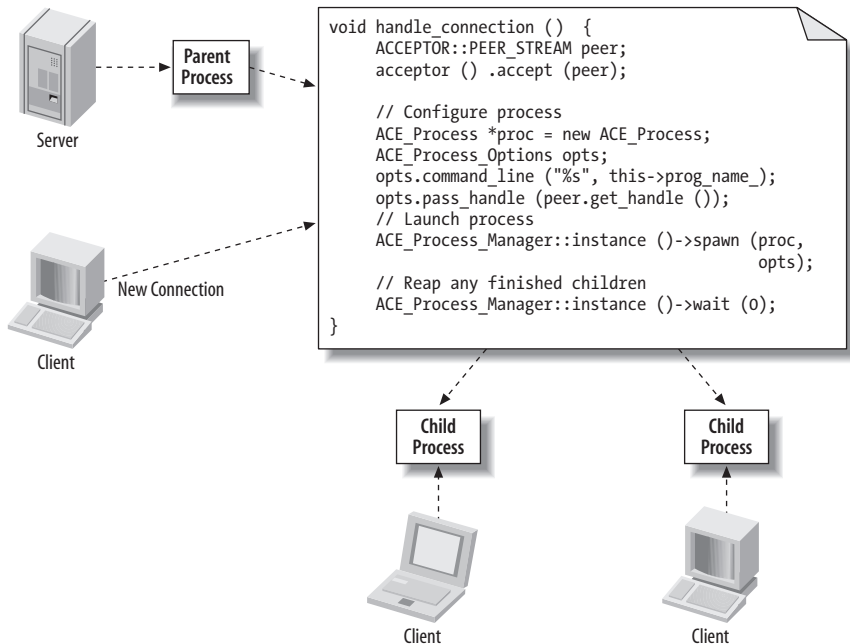 Server
Parent
Process
New Connection
Client
void handle_connection ()  {
     ACCEPTOR::PEER_STREAM peer;
     acceptor () .accept (peer);

     // Configure process
     ACE_Process *proc = new ACE_Process;
     ACE_Process_Options opts;
     opts.command_line ("%s", this->prog_name_);
     opts.pass_handle (peer.get_handle ());
     // Launch process
     ACE_Process_Manager::instance ()->spawn (proc,
                                              opts);
     // Reap any finished children
     ACE_Process_Manager::instance ()->wait (0);
}
Child
Process
Child
Process
Client
Client